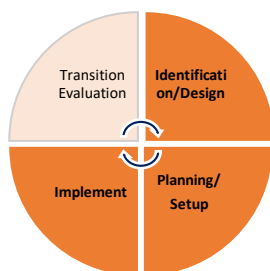 Transition
Evaluation
Identificati
on/Design
Implement
Planning/
Setup